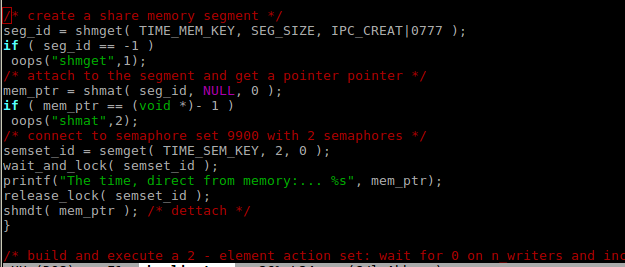 /* create a share memory segment */
seg_id = shmget( TIME_MEM_KEY, SEG_SIZE, IPC_CREAT|0777 );
if ( seg_id == -1 )
oops("shmget",1);
/* attach to the segment and get a pointer pointer */
mem_ptr = shmat( seg_id, NULL, 0 );
if ( mem_ptr == (void *)- 1 )
oops("shmat",2);
/* connect to semaphore set 9900 with 2 semaphores */
semset_id = semget( TIME_SEM_KEY, 2, 0 );
wait_and_lock( semset_id );
printf("The time, direct from memory:... %s", mem_ptr);
release_lock( semset_id );
shmdt( mem_ptr ); /* dettach */
}
/* build and execute a 2 - element action set: wait for 0 on n_writers and inc